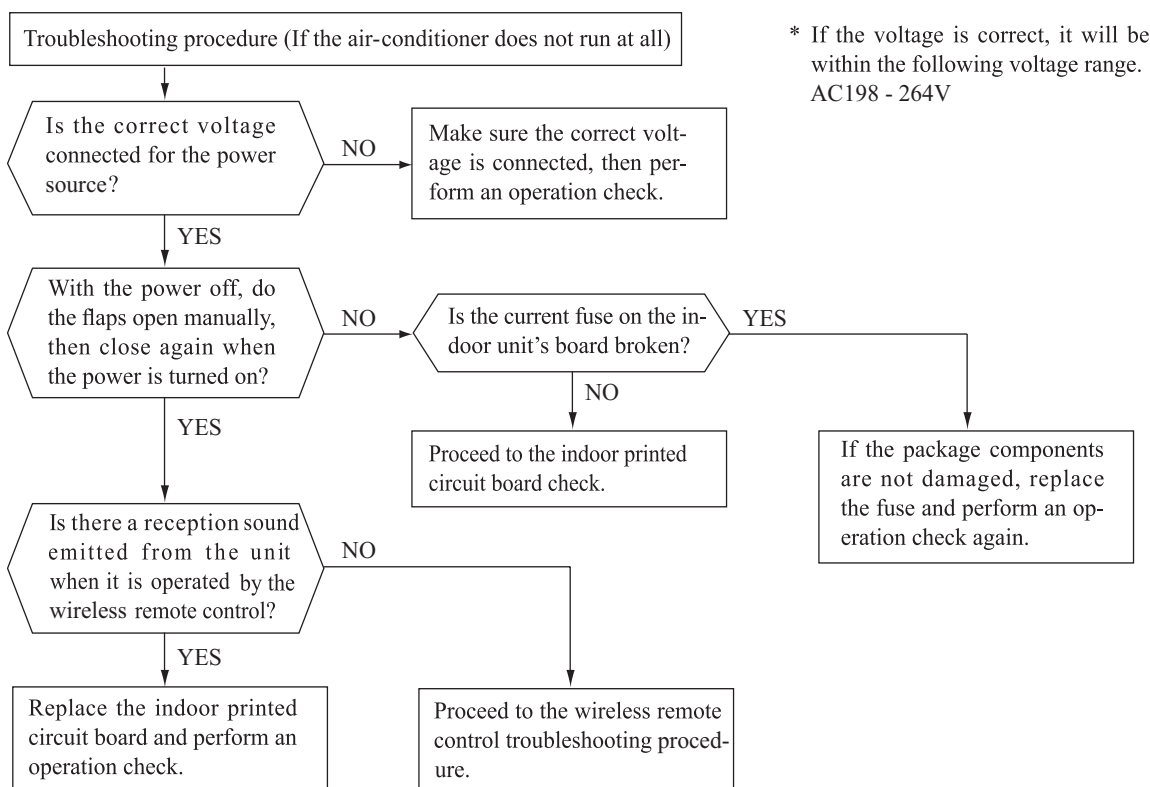 Troubleshooting procedure (If the air-conditioner does not run at all)
* If the voltage is correct, it will be
within the following voltage range.
AC198 - 264V
Is the correct voltage
connected for the power
source?
NO
Make sure the correct volt-
age is connected, then per-
form an operation check.
YES
With the power off, do
the flaps open manually,
then close again when
the power is turned on?
NO
Is the current fuse on the in-
door unit's board broken?
YES
NO
YES
Proceed to the indoor printed
circuit board check.
If the package components
are not damaged, replace
the fuse and perform an op-
eration check again.
Is there a reception sound
emitted from the unit
when it is operated by the
wireless remote control?
NO
YES
Replace the indoor printed
circuit board and perform an
operation check.
Proceed to the wireless remote
control troubleshooting proced-
ure.